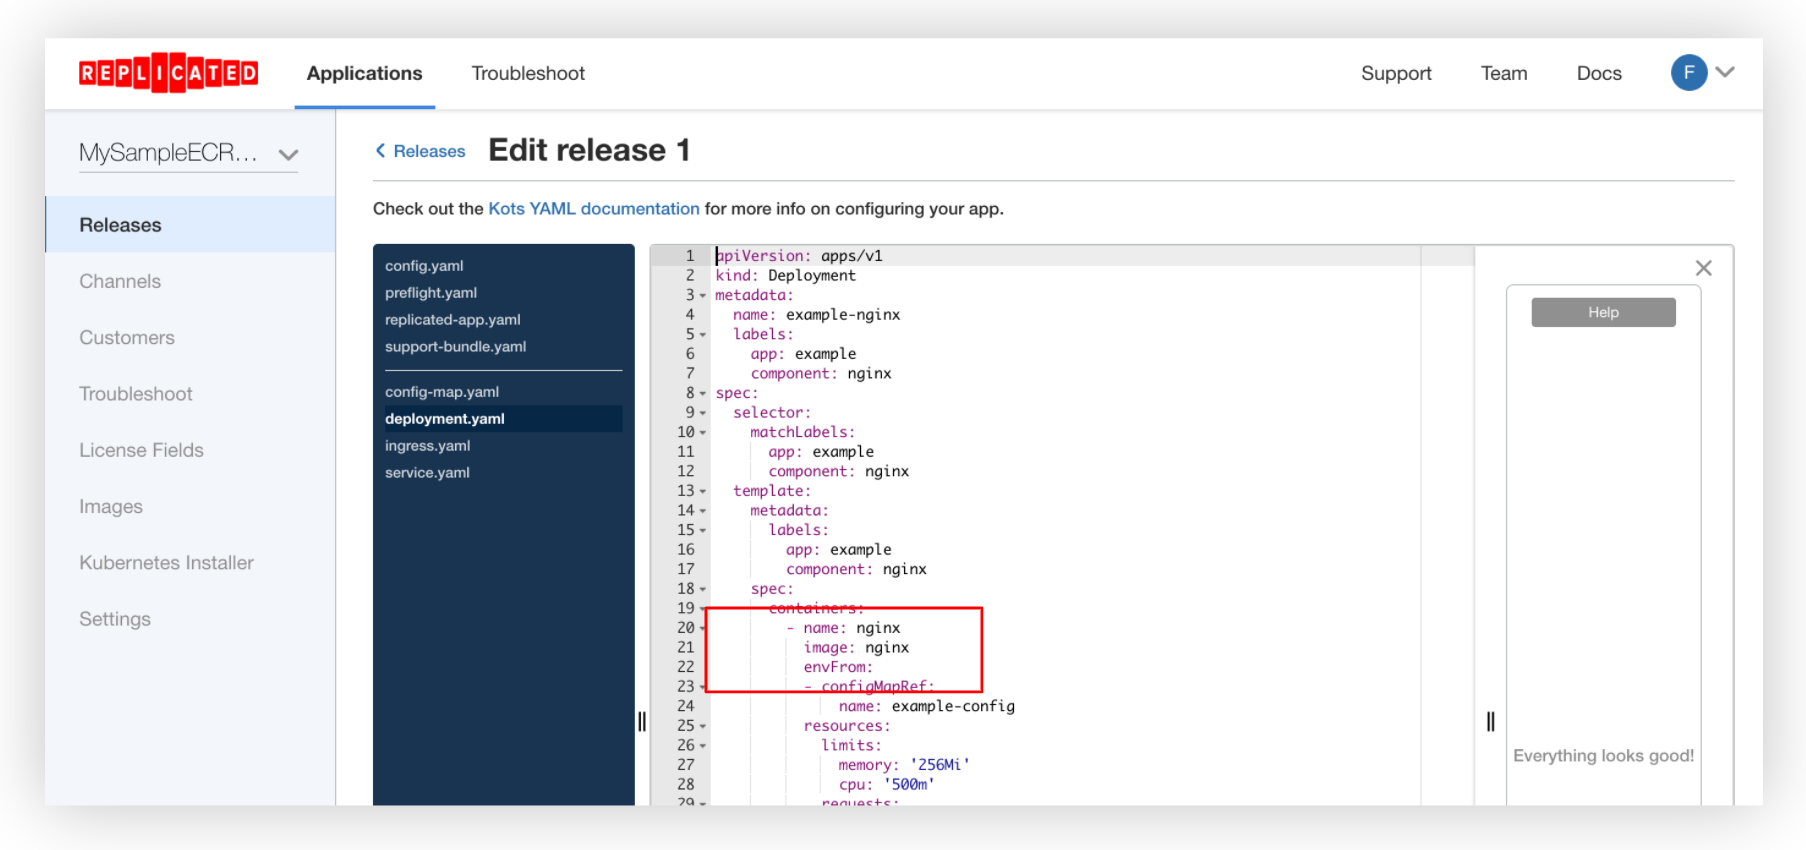 REPLICATED
Applications
Troubleshoot
Support
Team
Docs
F
MySampleECR...
Releases
Channels
Customers
Troubleshoot
License Fields
Images
Kubernetes Installer
Settings
Releases
Edit release 1
Check out the Kots YAML documentation for more info on configuring your app.
config.yaml
preflight.yaml
replicated-app.yaml
support-bundle.yaml
config-map.yaml
deployment.yaml
ingress.yaml
service.yaml
1 apiVersion: apps/v1
2 kind: Deployment
3 metadata:
4 name: example-nginx
5 labels:
6 app: example
7 component: nginx
8 spec:
9 selector:
10 matchLabels:
11 app: example
12 component: nginx
13 template:
14 metadata:
15 labels:
16 app: example
17 component: nginx
18 spec:
19 containers:
20 - name: nginx
21 image: nginx
22 envFrom:
23 - configMapRef:
24 name: example-config
25 resources:
26 limits:
27 memory: '256Mi'
28 cpu: '500m'
29 requests:
Help
Everything looks good!